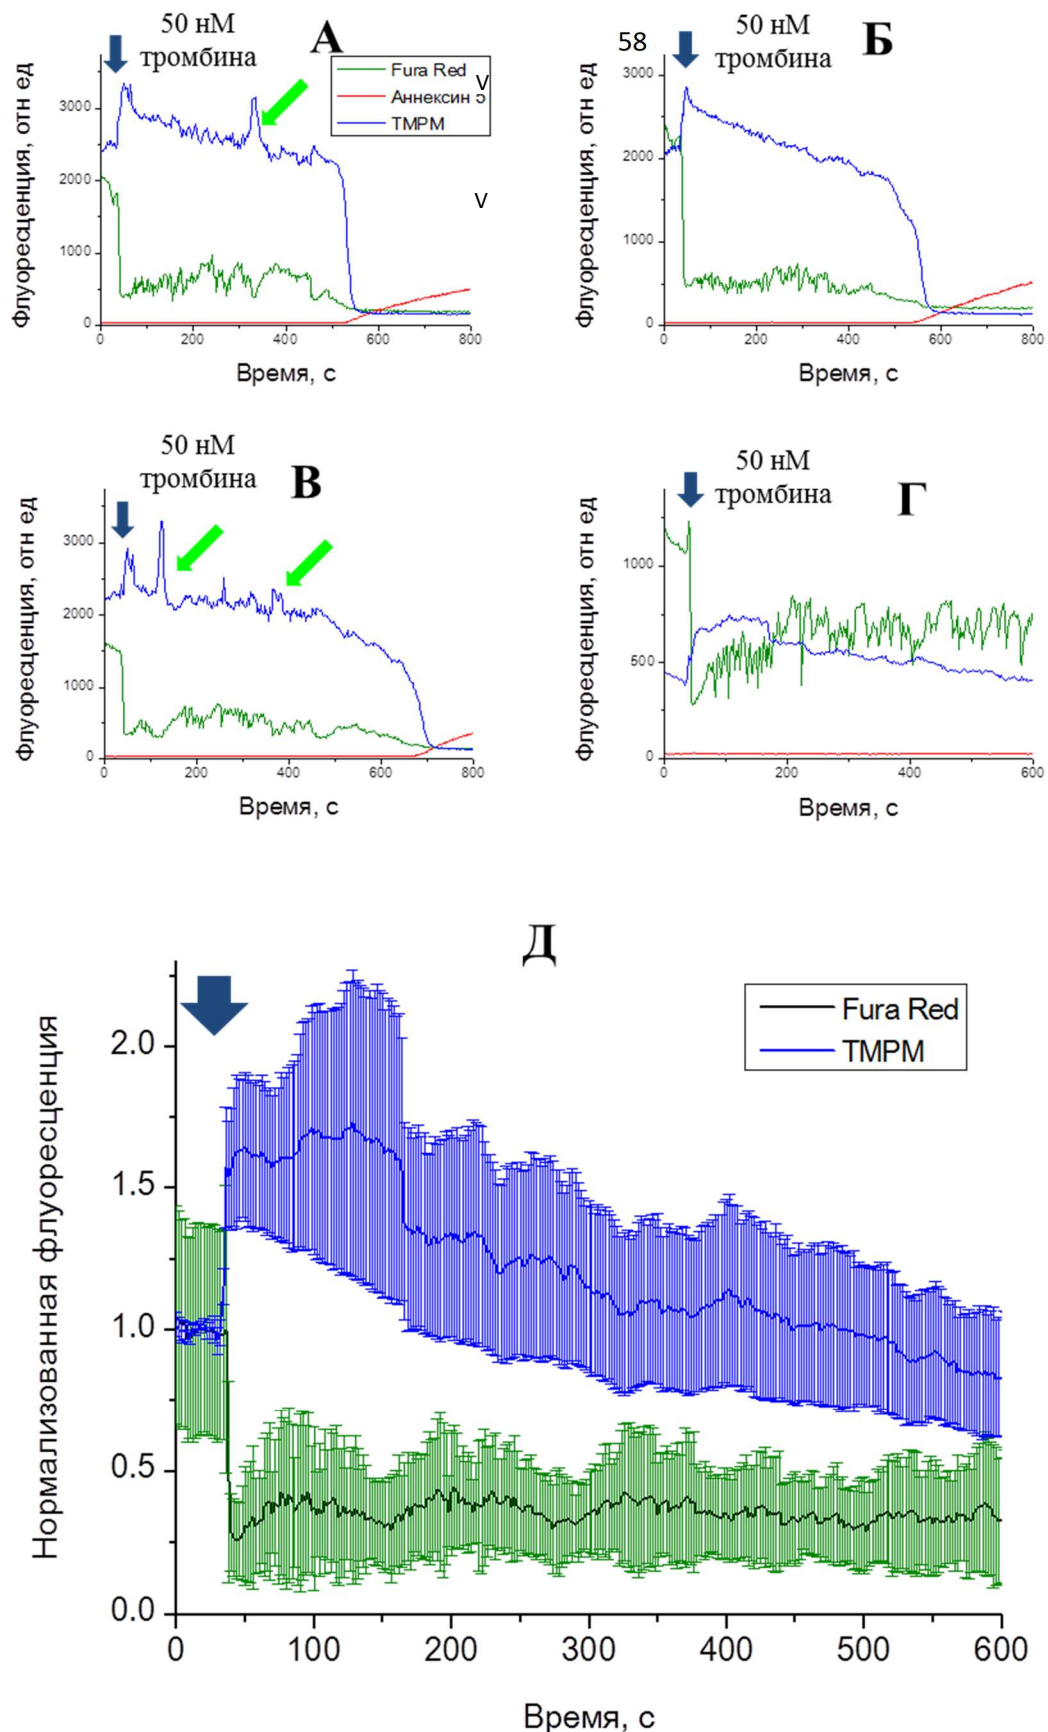 50 нМ
тромбина
А
Fura Red
V
Аннексин 5
TMPM
V
Флуоресценция, отн ед
3000
2000
1000
0
0 200 400 600 800
Время, с
58
50 нМ
тромбина
Б
Флуоресценция, отн ед
3000
2000
1000
0
0 200 400 600 800
Время, с
50 нМ
тромбина
В
Флуоресценция, отн ед
3000
2000
1000
0
0 200 400 600 800
Время, с
50 нМ
тромбина
Г
Флуоресценция, отн ед
1000
500
0
0 200 400 600
Время, с
Д
Fura Red
TMPM
Нормализованная флуоресценция
2.0
1.5
1.0
0.5
0.0
0 100 200 300 400 500 600
Время, с